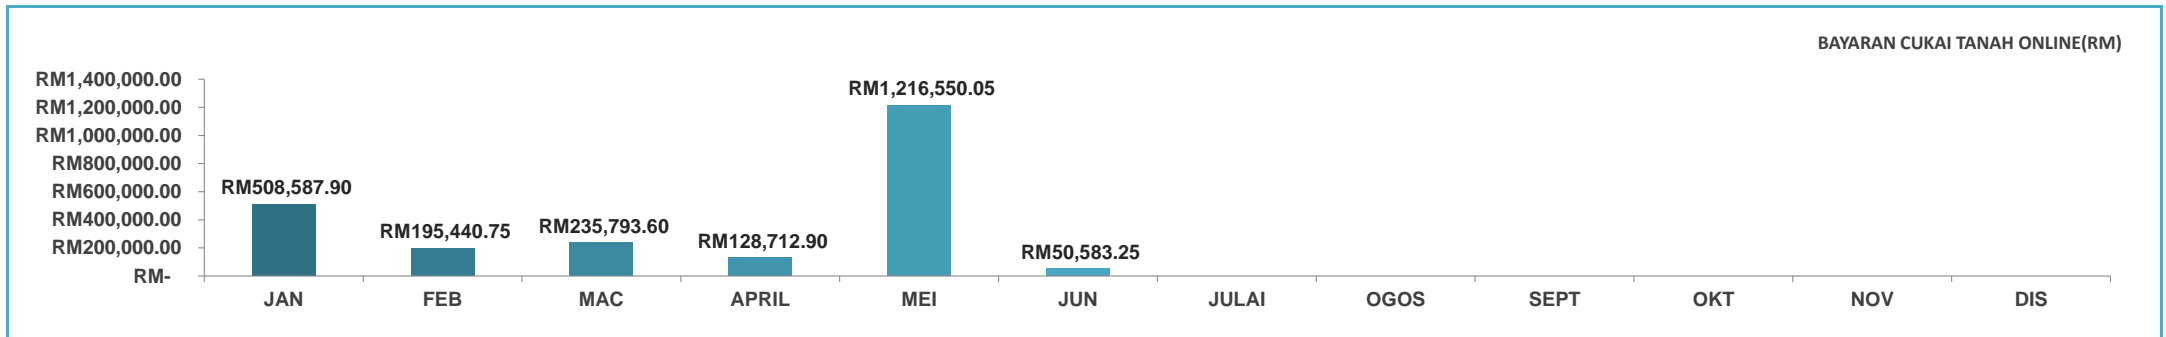 BAYARAN CUKAI TANAH ONLINE(RM)
RM1,400,000.00
RM1,200,000.00
RM1,000,000.00
RM800,000.00
RM600,000.00
RM400,000.00
RM200,000.00
RM-
RM508,587.90
RM195,440.75
RM235,793.60
RM128,712.90
RM1,216,550.05
RM50,583.25
JAN FEB MAC APRIL MEI JUN JULAI OGOS SEPT OKT NOV DIS